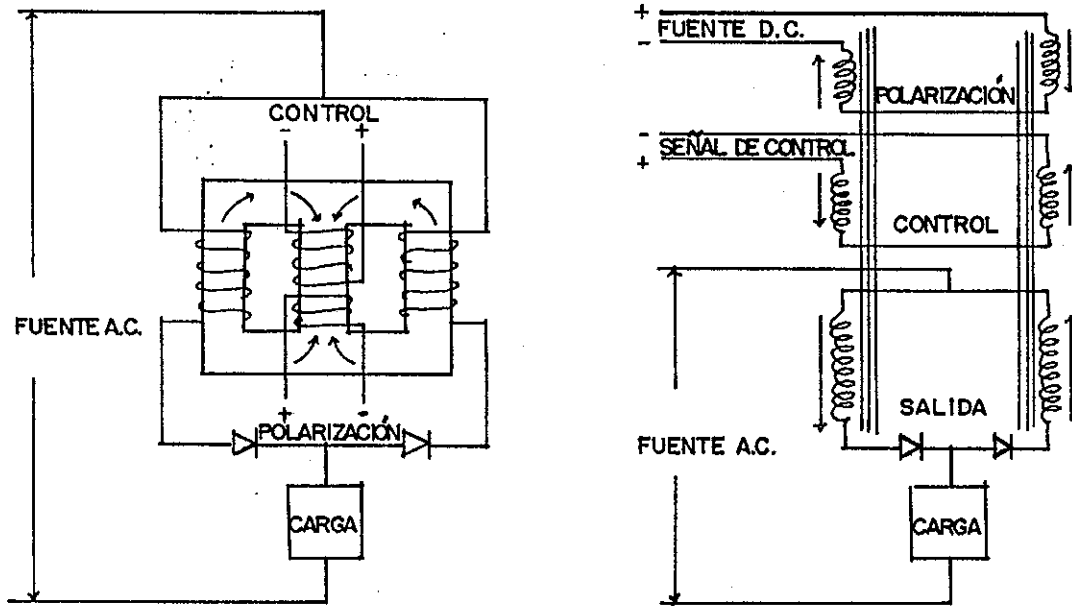 CONTROL
- +
FUENTE A.C.
+ -
POLARIZACIÓN
CARGA
+
FUENTE D.C.
-
POLARIZACIÓN
-
SEÑAL DE CONTROL
+
CONTROL
SALIDA
FUENTE A.C.
CARGA